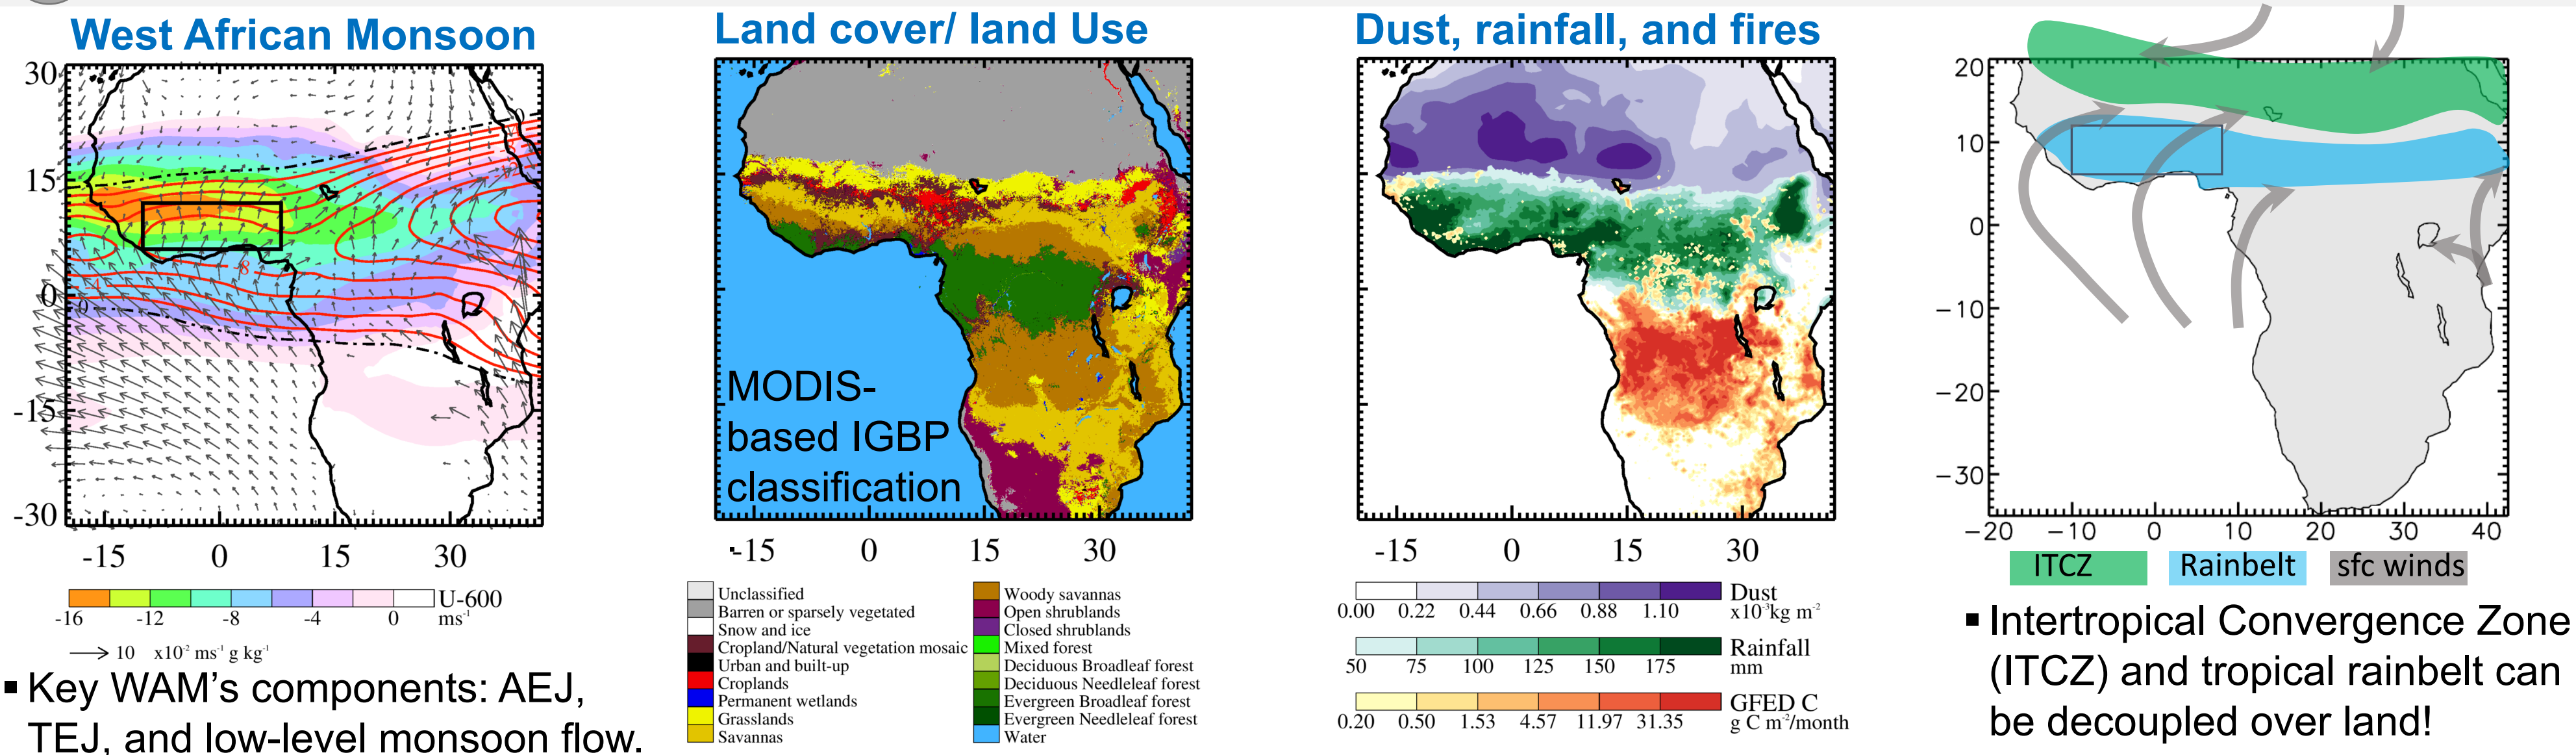 West African Monsoon
30
15
0
-15
-30
-8
-4
0
0
-15 0 15 30
U-600
-16 -12 -8 -4 0 ms⁻¹
10 x10⁻² ms⁻¹ g kg⁻¹
▪ Key WAM's components: AEJ,
TEJ, and low-level monsoon flow.
Land cover/ land Use
MODIS-
based IGBP
classification
-15 0 15 30
Unclassified
Barren or sparsely vegetated
Snow and ice
Cropland/Natural vegetation mosaic
Urban and built-up
Croplands
Permanent wetlands
Grasslands
Savannas
Woody savannas
Open shrublands
Closed shrublands
Mixed forest
Deciduous Broadleaf forest
Deciduous Needleleaf forest
Evergreen Broadleaf forest
Evergreen Needleleaf forest
Water
Dust, rainfall, and fires
-15 0 15 30
Dust
0.00 0.22 0.44 0.66 0.88 1.10 x10⁻³kg m⁻²
Rainfall
50 75 100 125 150 175 mm
GFED C
0.20 0.50 1.53 4.57 11.97 31.35 g C m⁻²/month
20
10
0
−10
−20
−30
−20 −10 0 10 20 30 40
ITCZ Rainbelt sfc winds
▪ Intertropical Convergence Zone
(ITCZ) and tropical rainbelt can
be decoupled over land!